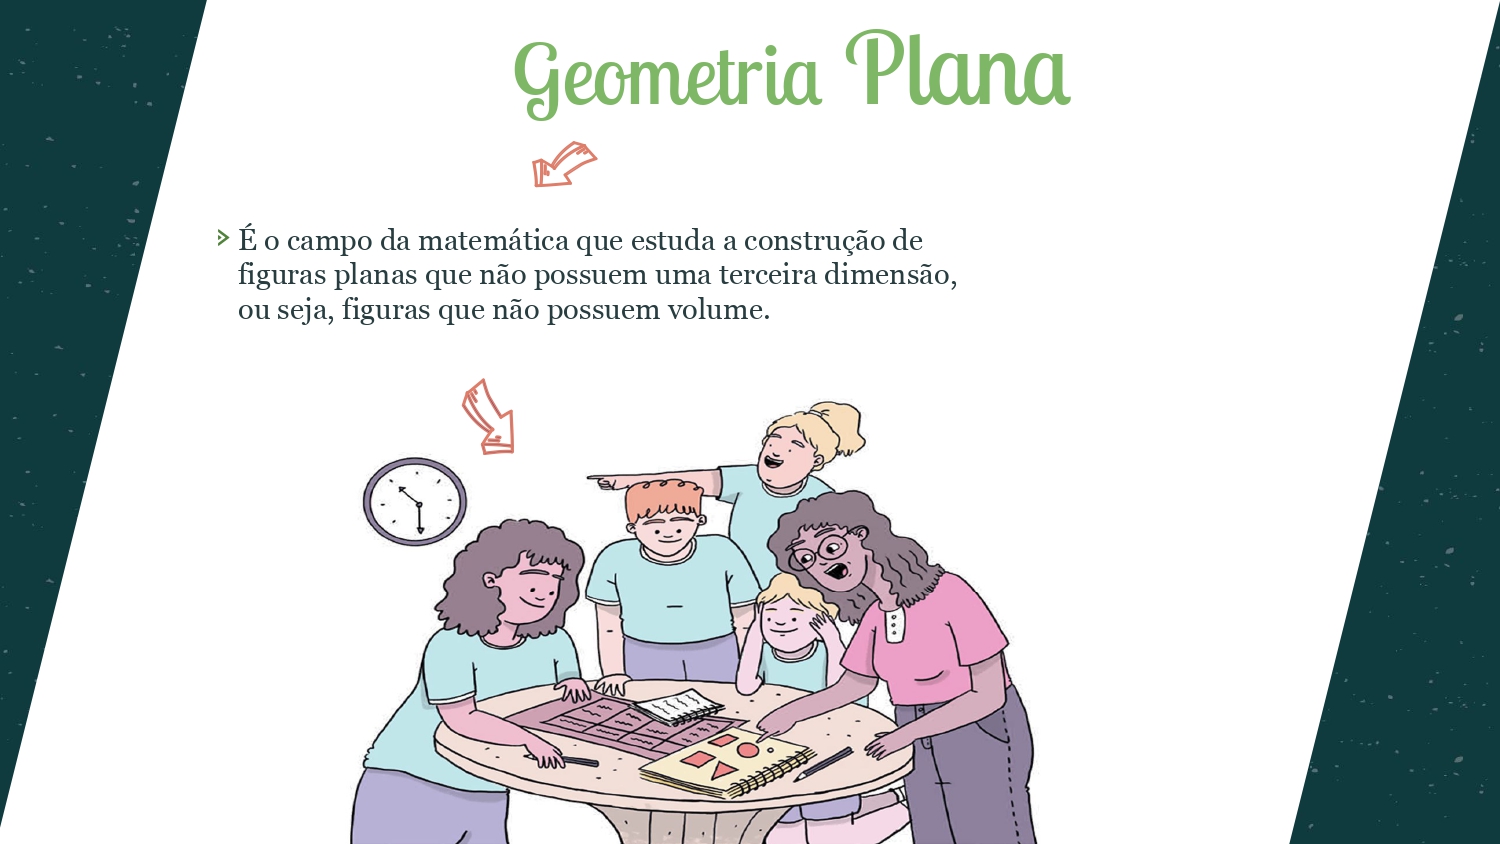 Geometria Plana
É o campo da matemática que estuda a construção de
figuras planas que não possuem uma terceira dimensão,
ou seja, figuras que não possuem volume.